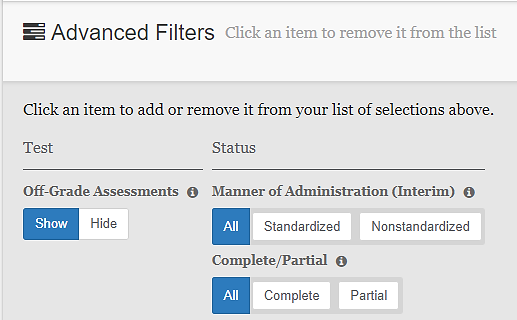 Advanced Filters Click an item to remove it from the list
Click an item to add or remove it from your list of selections above.
Test Status
Off-Grade Assessments Manner of Administration (Interim)
Show Hide All Standardized Nonstandardized
Complete/Partial
All Complete Partial